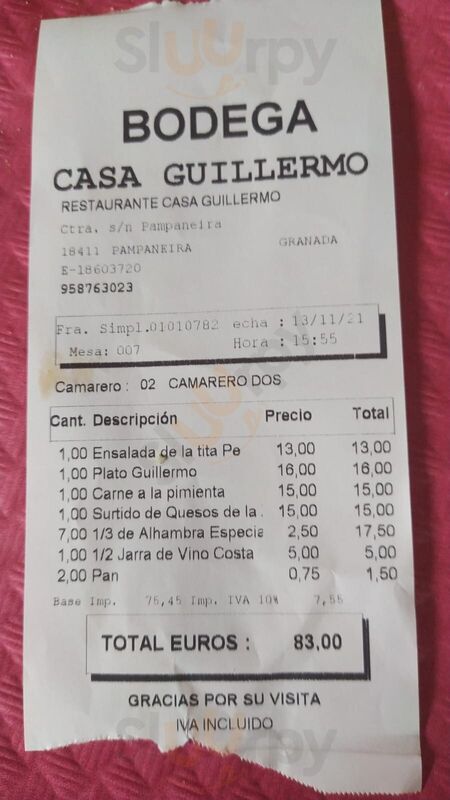 Sluurpy
BODEGA
CASA GUILLERMO
RESTAURANTE CASA GUILLERMO
Ctra, s/n Pampaneira
18411 PAMPANEIRA GRANADA
E-18603720
958763023
Fra. Simpl.01010782 echa : 13/11/21
Mesa: 007 Hora : 15:55
Camarero : 02 CAMARERO DOS
Cant. Descripción Precio Total
1,00 Ensalada de la tita Pe 13,00 13,00
1,00 Plato Guillermo 16,00 16,00
1,00 Carne a la pimienta 15,00 15,00
1,00 Surtido de Quesos de la . 15,00 15,00
7,00 1/3 de Alhambra Especia 2,50 17,50
1,00 1/2 Jarra de Vino Costa 5,00 5,00
2,00 Pan 0,75 1,50
Base Imp. 75,45 Imp. IVA 10% 7,55
TOTAL EUROS : 83,00
GRACIAS POR SU VISITA
IVA INCLUIDO
Sluurpy